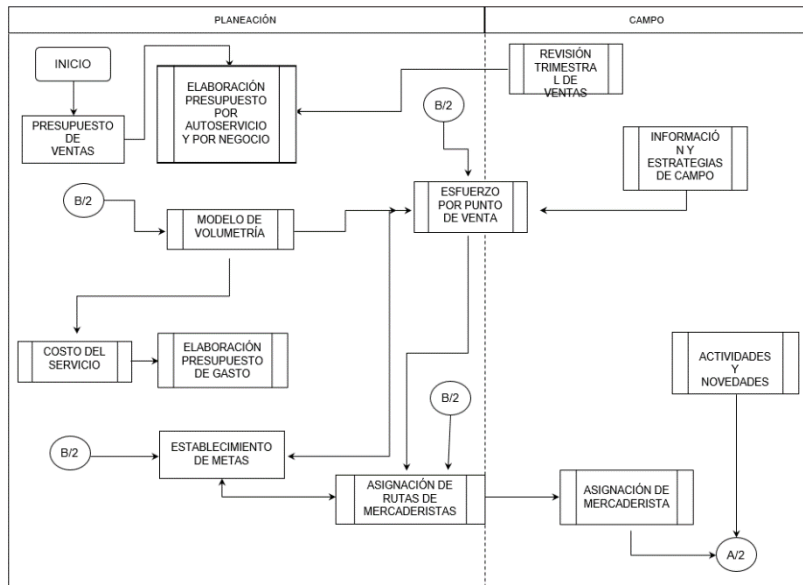 PLANEACIÓN
CAMPO
INICIO
PRESUPUESTO
DE
VENTAS
ELABORACIÓN
PRESUPUESTO
POR
AUTOSERVICIO
Y POR NEGOCIO
B/2
REVISIÓN
TRIMESTRA
L DE
VENTAS
INFORMACIÓ
N Y
ESTRATEGIAS
DE CAMPO
B/2
MODELO DE
VOLUMETRÍA
ESFUERZO
POR PUNTO
DE VENTA
COSTO DEL
SERVICIO
ELABORACIÓN
PRESUPUESTO
DE GASTO
ACTIVIDADES
Y
NOVEDADES
B/2
B/2
ESTABLECIMIENTO
DE METAS
ASIGNACIÓN DE
RUTAS DE
MERCADERISTAS
ASIGNACIÓN DE
MERCADERISTA
A/2